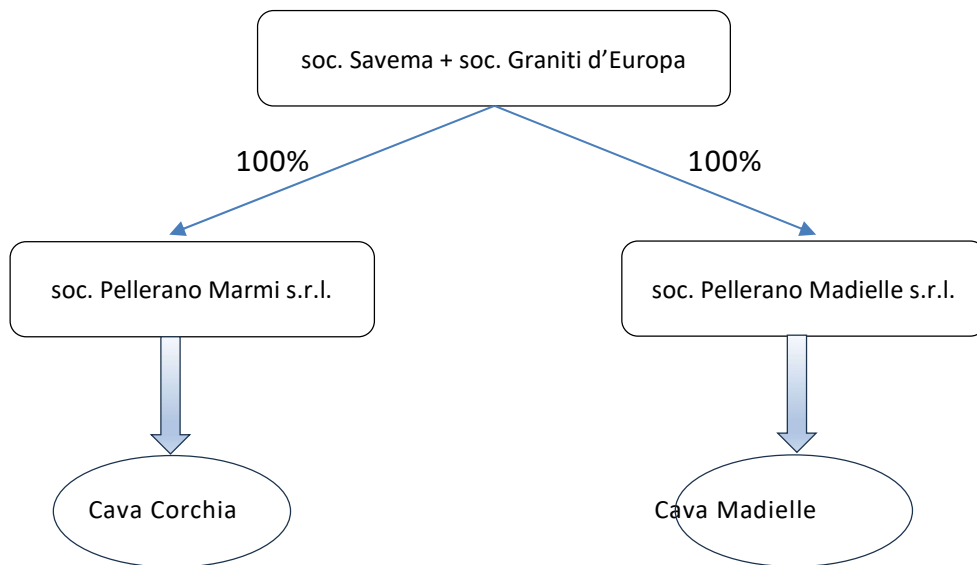 soc. Savema + soc. Graniti d’Europa
100%
100%
soc. Pellerano Marmi s.r.l.
soc. Pellerano Madielle s.r.l.
Cava Corchia
Cava Madielle